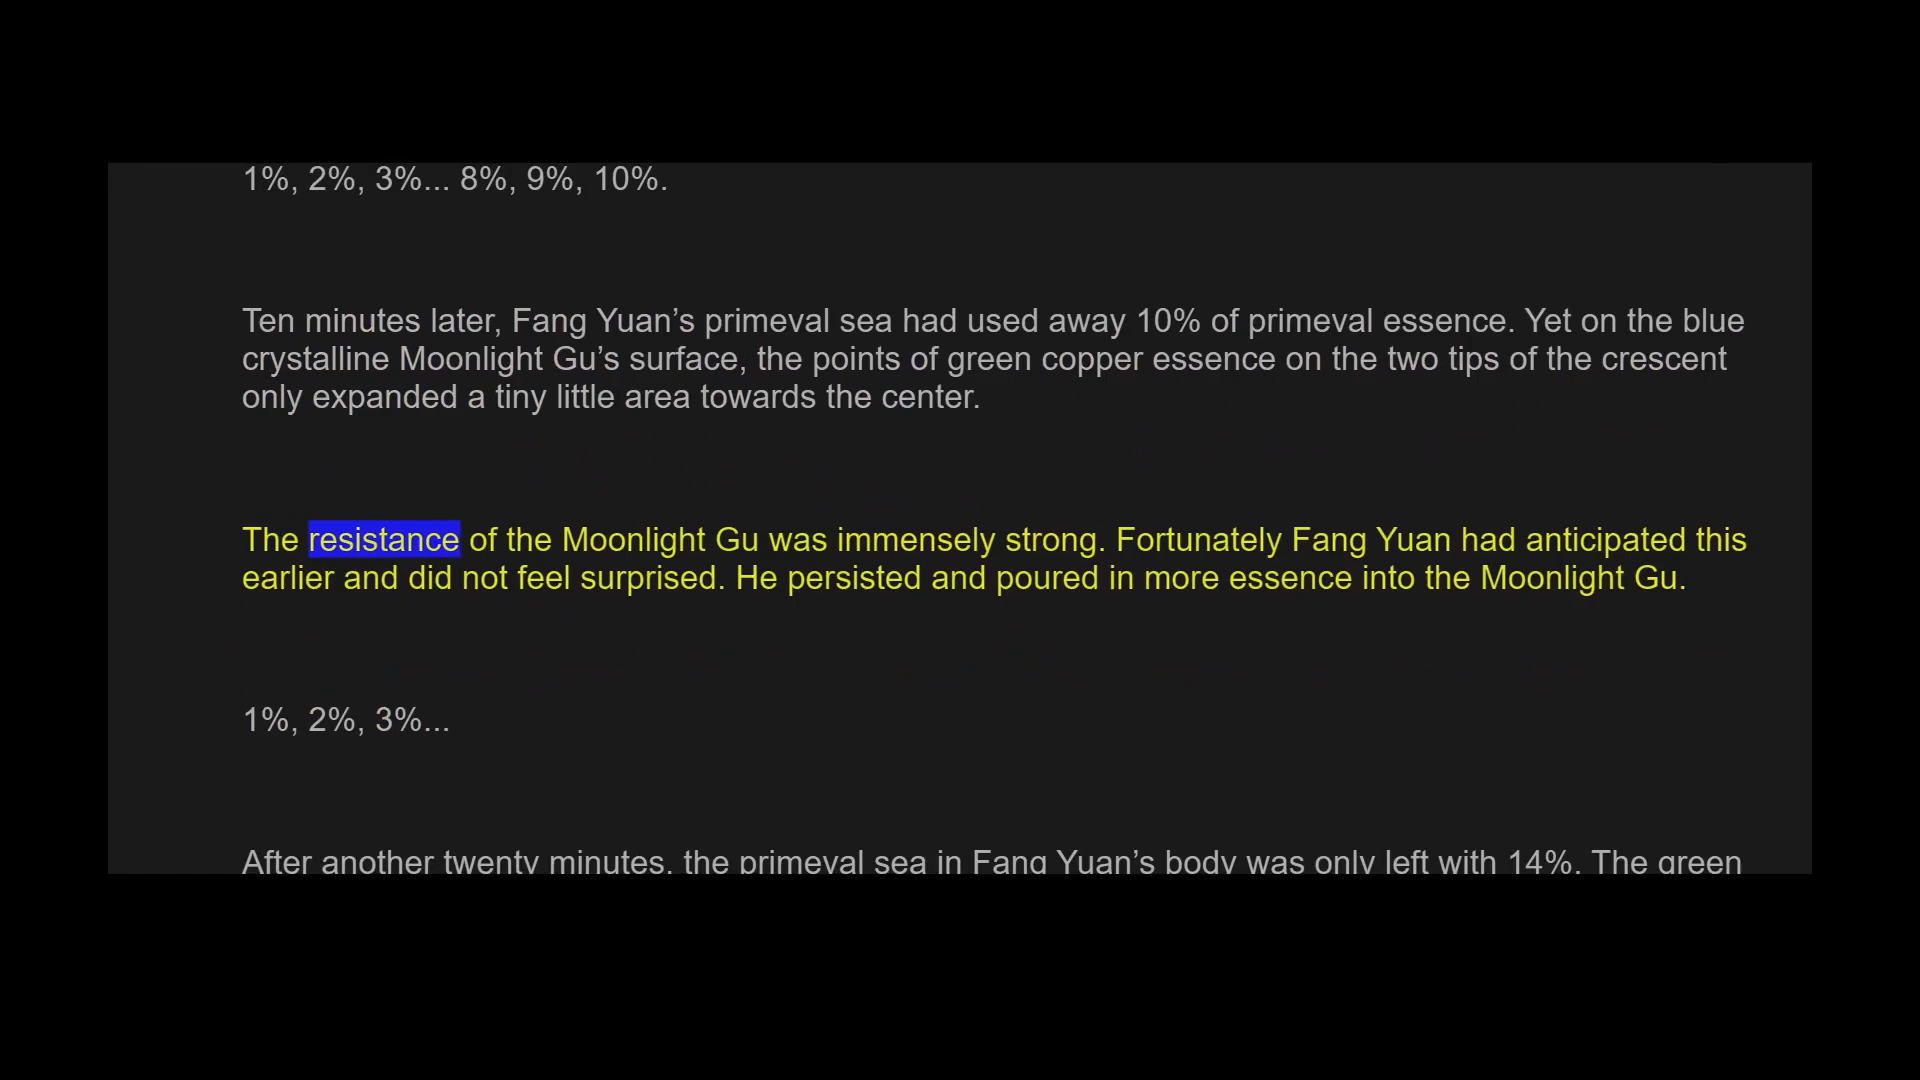 1%, 2%, 3%... 8%, 9%, 10%.
Ten minutes later, Fang Yuan’s primeval sea had used away 10% of primeval essence. Yet on the blue
crystalline Moonlight Gu’s surface, the points of green copper essence on the two tips of the crescent
only expanded a tiny little area towards the center.
The resistance of the Moonlight Gu was immensely strong. Fortunately Fang Yuan had anticipated this
earlier and did not feel surprised. He persisted and poured in more essence into the Moonlight Gu.
1%, 2%, 3%...
After another twenty minutes, the primeval sea in Fang Yuan’s body was only left with 14%. The green